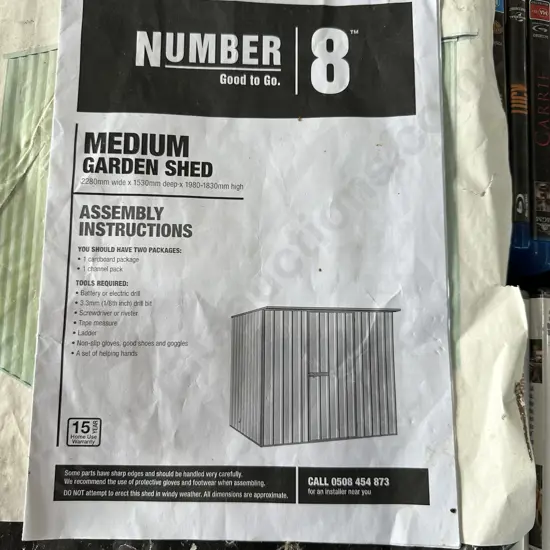 NUMBER 8™
Good to Go.
MEDIUM
GARDEN SHED
2280mm wide x 1530mm deep x 1980-1830mm high
ASSEMBLY
INSTRUCTIONS
YOU SHOULD HAVE TWO PACKAGES:
• 1 cardboard package
• 1 channel pack
TOOLS REQUIRED:
• Battery or electric drill
• 3.3mm (1/8th inch) drill bit
• Screwdriver or riveter
• Tape measure
• Ladder
• Non-slip gloves, good shoes and goggles
• A set of helping hands
15 YEAR
Home Use
Warranty
Some parts have sharp edges and should be handled very carefully.
We recommend the use of protective gloves and footwear when assembling.
DO NOT attempt to erect this shed in windy weather. All dimensions are approximate.
CALL 0508 454 873
for an installer near you
LUCY
CARRIE